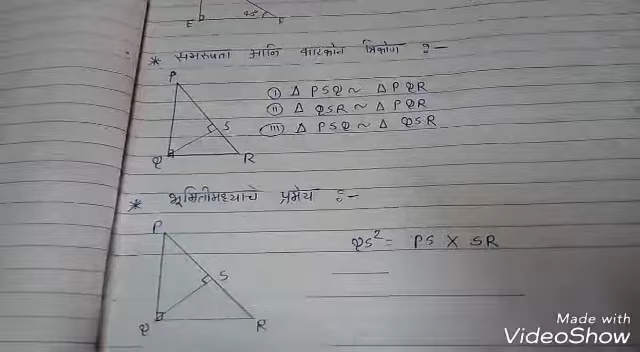 E F
* समरुपता आनि काटकोन त्रिकोण :-
P
Q
R
S
(i) Δ PSQ ~ Δ PQR
(ii) Δ QSR ~ Δ PQR
(iii) Δ PSQ ~ Δ QSR
* भूमितीमध्याचे प्रमेय :-
P
Q
R
S
QS² = PS X SR
Made with
VideoShow